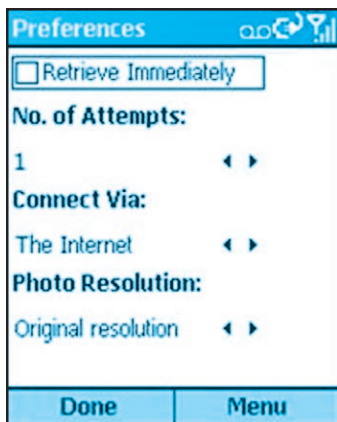 Preferences
Retrieve Immediately
No. of Attempts:
1
Connect Via:
The Internet
Photo Resolution:
Original resolution
Done Menu